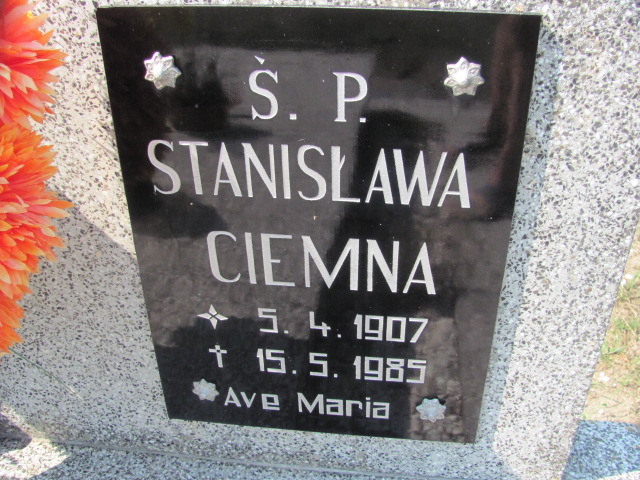 Ś. P.
STANISŁAWA
CIEMNA
5. 4. 1907
† 15. 5. 1985
Ave Maria